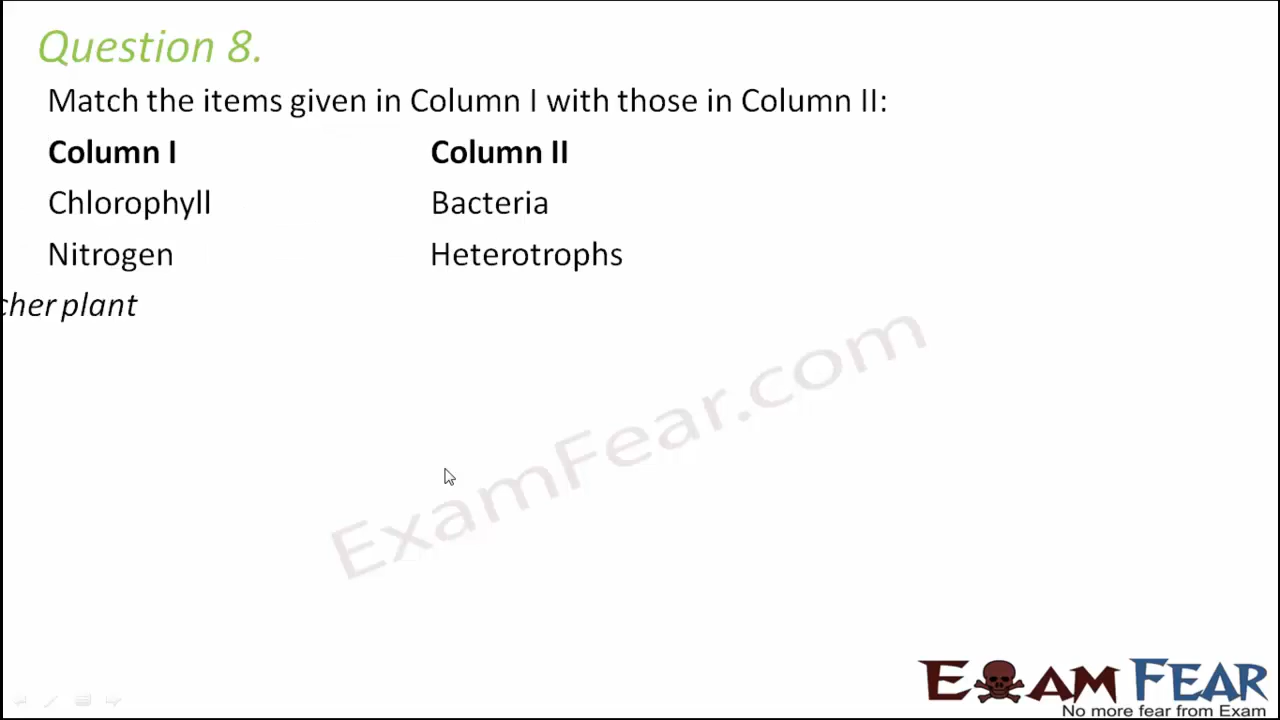 Question 8.
Match the items given in Column I with those in Column II:
Column I Column II
Chlorophyll Bacteria
Nitrogen Heterotrophs
cher plant
ExamFear.com
EXAM FEAR
No more fear from Exam